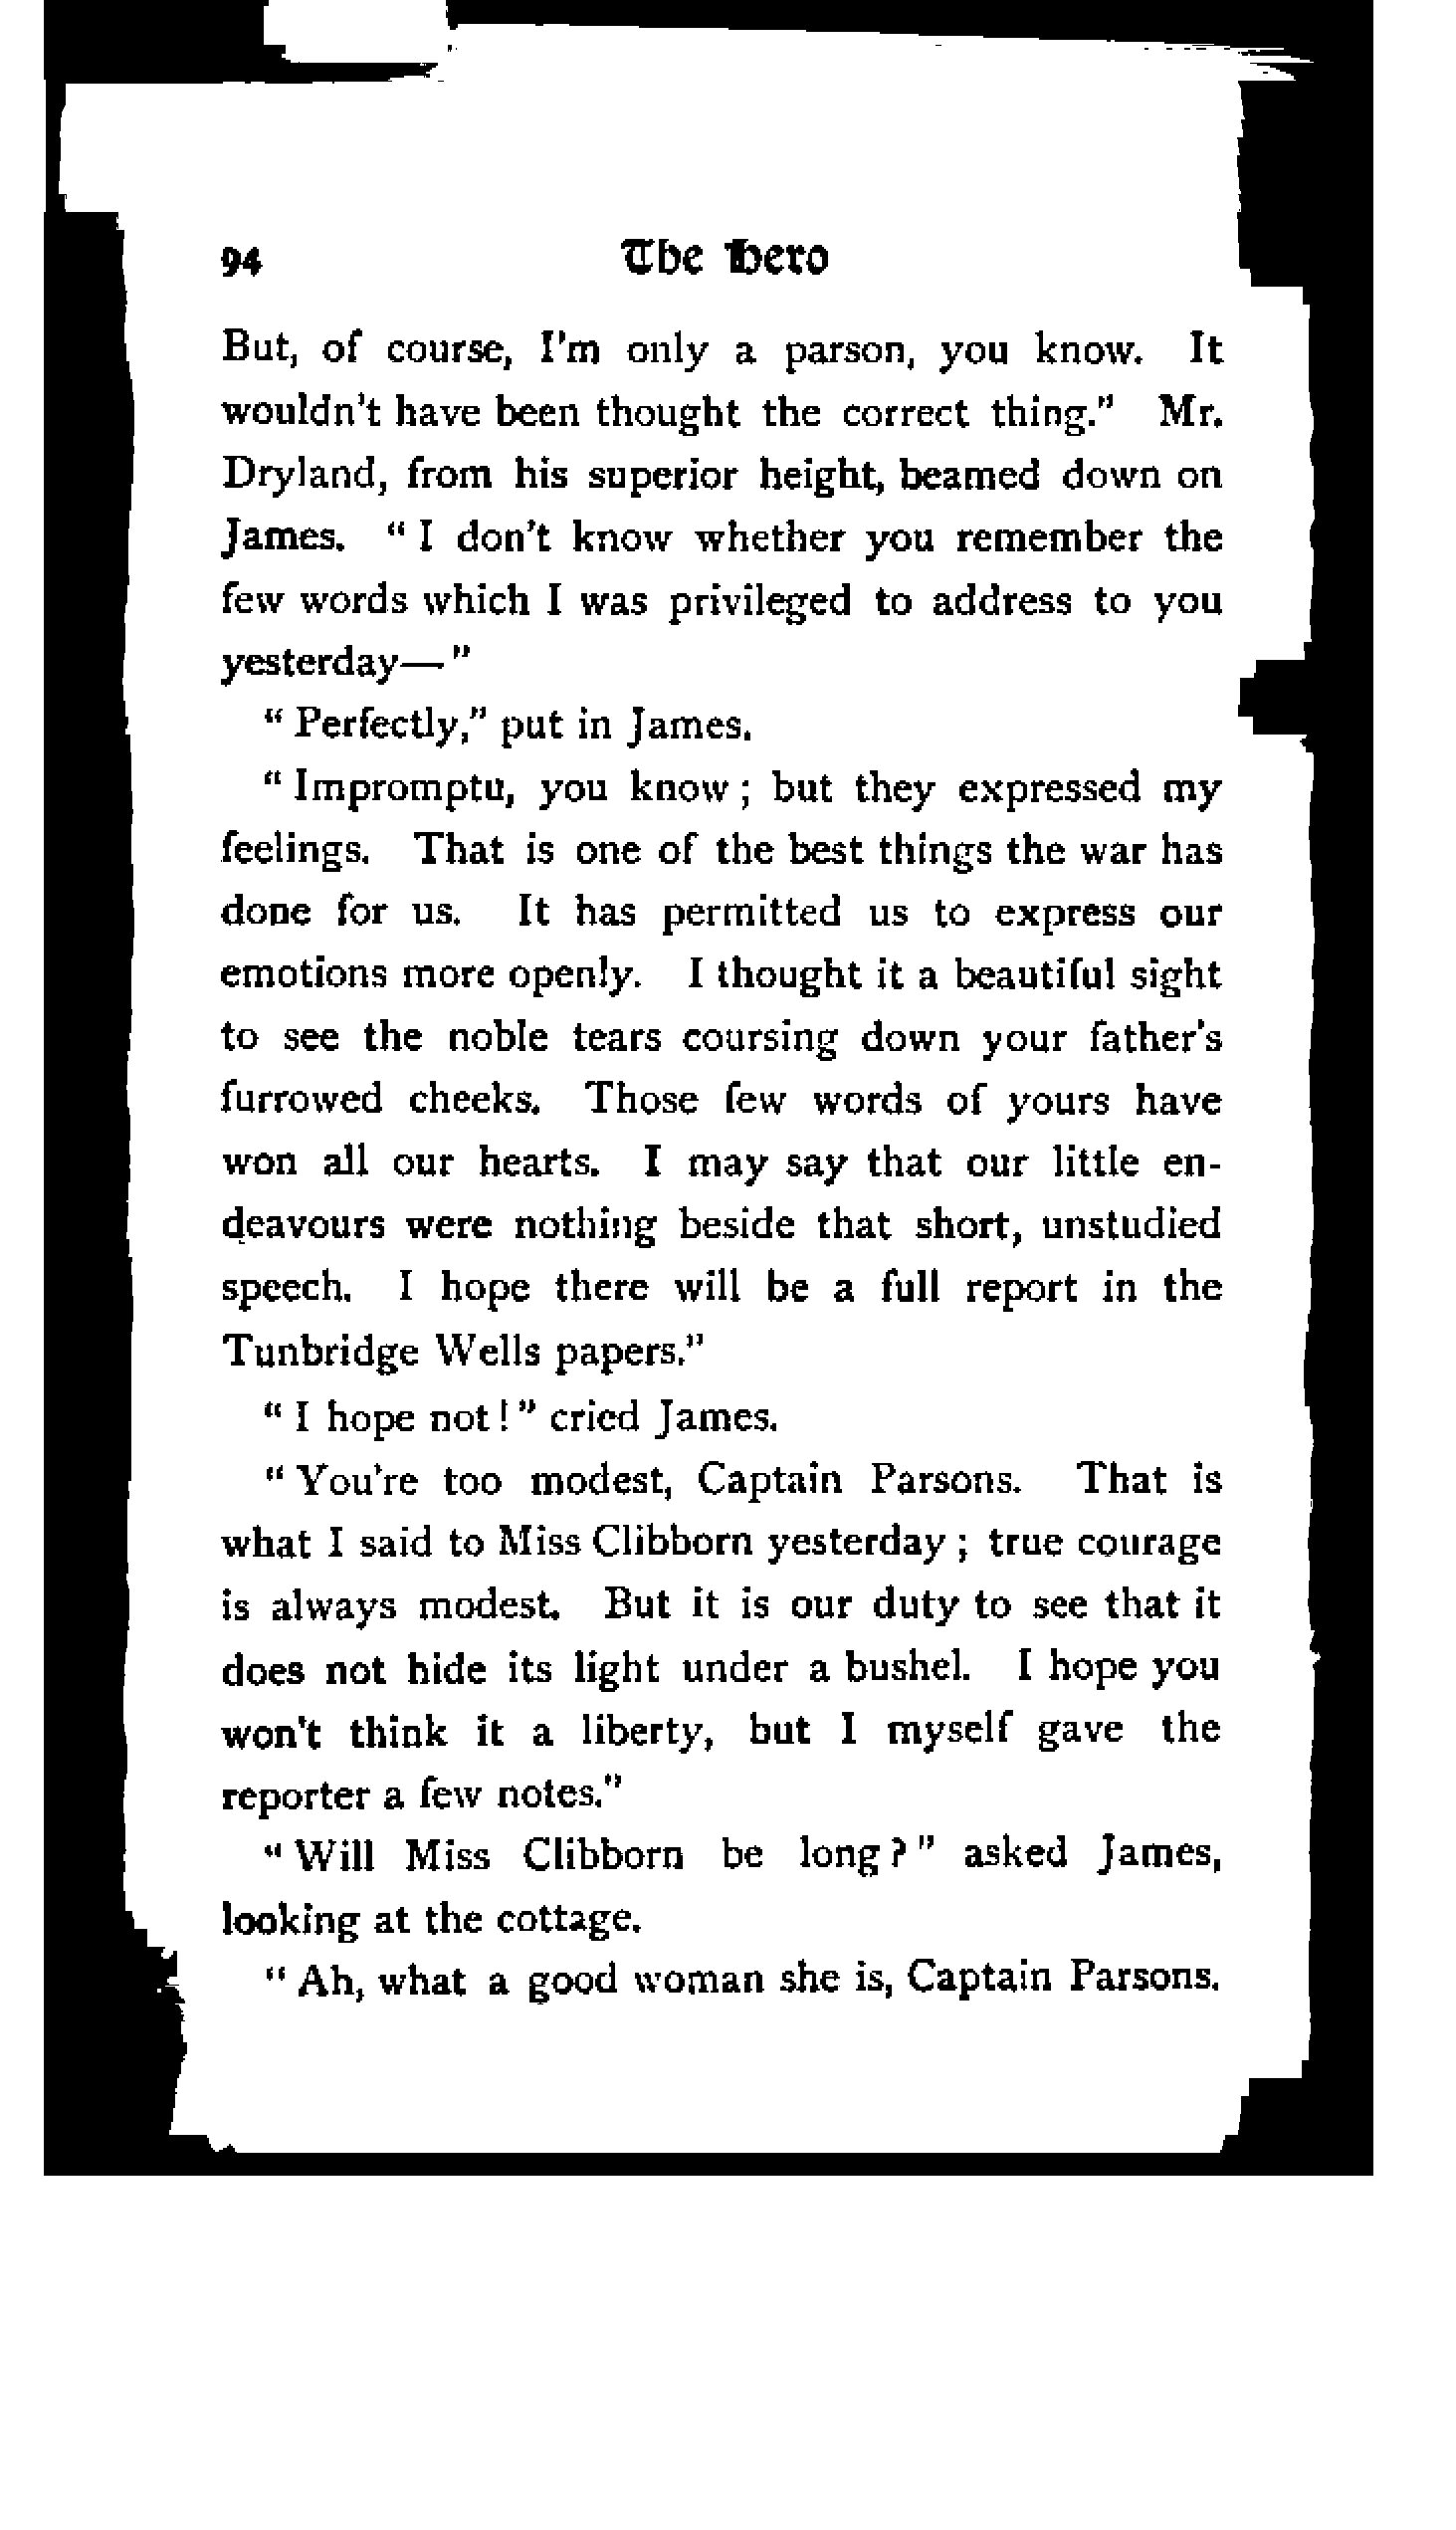 94 The Hero
But, of course, I'm only a parson, you know. It
wouldn't have been thought the correct thing." Mr.
Dryland, from his superior height, beamed down on
James. "I don't know whether you remember the
few words which I was privileged to address to you
yesterday—"
"Perfectly," put in James.
"Impromptu, you know; but they expressed my
feelings. That is one of the best things the war has
done for us. It has permitted us to express our
emotions more openly. I thought it a beautiful sight
to see the noble tears coursing down your father's
furrowed cheeks. Those few words of yours have
won all our hearts. I may say that our little en-
deavours were nothing beside that short, unstudied
speech. I hope there will be a full report in the
Tunbridge Wells papers."
"I hope not!" cried James.
"You're too modest, Captain Parsons. That is
what I said to Miss Clibborn yesterday; true courage
is always modest. But it is our duty to see that it
does not hide its light under a bushel. I hope you
won't think it a liberty, but I myself gave the
reporter a few notes."
"Will Miss Clibborn be long?" asked James,
looking at the cottage.
"Ah, what a good woman she is, Captain Parsons.